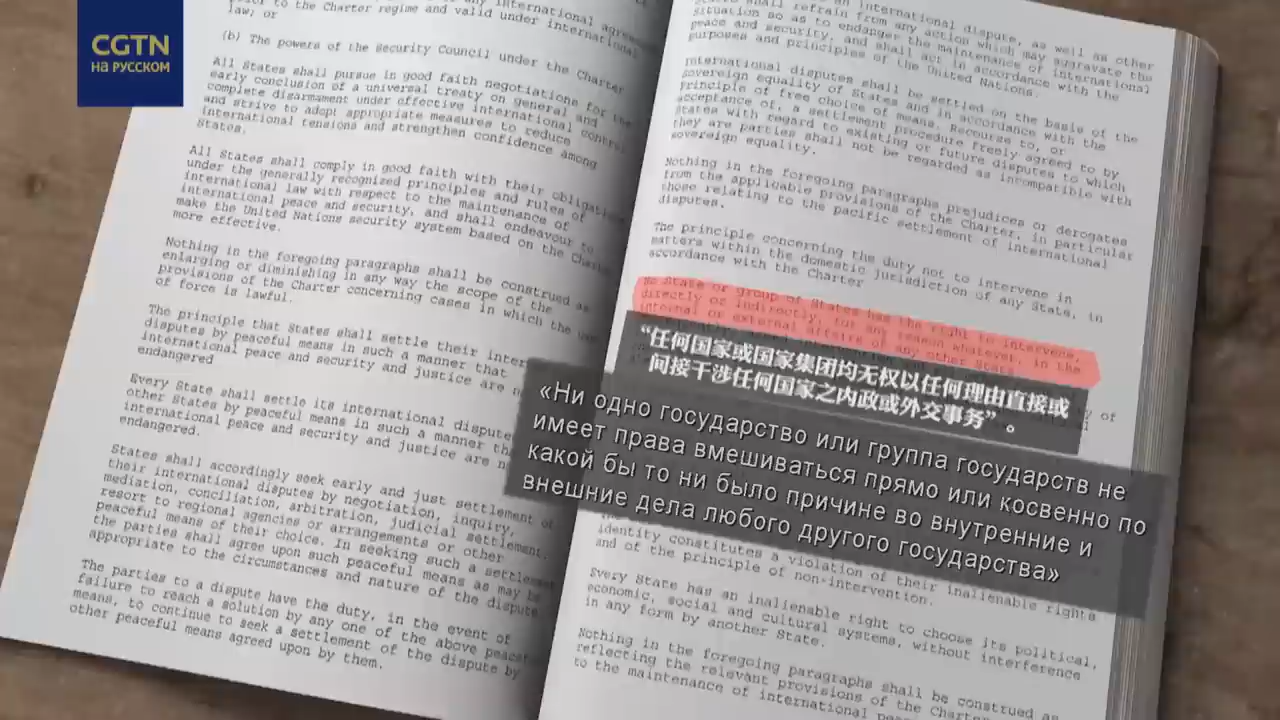 CGTN
на русском
law; or
(b) The powers of the Security Council under the Charter
All States shall pursue in good faith negotiations for the
early conclusion of a universal treaty on general and
complete disarmament under effective international control
and strive to adopt appropriate measures to reduce
international tensions and strengthen confidence among
States.
All States shall comply in good faith with their obligations
under the generally recognized principles and rules of
international law with respect to the maintenance of
international peace and security, and shall endeavour to
make the United Nations security system based on the Charter
more effective.
Nothing in the foregoing paragraphs shall be construed as
enlarging or diminishing in any way the scope of the
provisions of the Charter concerning cases in which the use
of force is lawful.
The principle that States shall settle their inter
disputes by peaceful means in such a manner that
international peace and security and justice are no
endangered
Every State shall settle its international disputes
other States by peaceful means in such a manner tha
international peace and security and justice are n
endangered.
States shall accordingly seek early and just settlement of
their international disputes by negotiation, inquiry,
mediation, conciliation, arbitration, judicial settlement,
resort to regional agencies or arrangements or other
peaceful means of their choice. In seeking such a settlement
the parties shall agree upon such peaceful means as may be
appropriate to the circumstances and nature of the dispute.
The parties to a dispute have the duty, in the event of
failure to reach a solution by any one of the above peaceful
means, to continue to seek a settlement of the dispute by
other peaceful means agreed upon by them.
an international dispute, as well as other
States shall refrain from any action which may aggravate the
situation so as to endanger the maintenance of international
peace and security, and shall act in accordance with the
purposes and principles of the United Nations.
International disputes shall be settled on the basis of the
sovereign equality of States and in accordance with the
principle of free choice of means. Recourse to, or
acceptance of, a settlement procedure freely agreed to by
States with regard to existing or future disputes to which
they are parties shall not be regarded as incompatible with
sovereign equality.
Nothing in the foregoing paragraphs prejudices or derogates
from the applicable provisions of the Charter, in particular
those relating to the pacific settlement of international
disputes.
The principle concerning the duty not to intervene in
matters within the domestic jurisdiction of any State, in
accordance with the Charter
No State or group of States has the right to intervene,
directly or indirectly, for any reason whatever, in the
internal or external affairs of any other State.
“任何国家或国家集团均无权以任何理由直接或
间接干涉任何国家之内政或外交事务”。
«Ни одно государство или группа государств не
имеет права вмешиваться прямо или косвенно по
какой бы то ни было причине во внутренние и
внешние дела любого другого государства»
identity constitutes a violation of their inalienable rights
and of the principle of non-intervention.
Every State has an inalienable right to choose its political,
economic, social and cultural systems, without interference
in any form by another State.
Nothing in the foregoing paragraphs shall be construed as
reflecting the relevant provisions of the Charter
to the maintenance of international peace